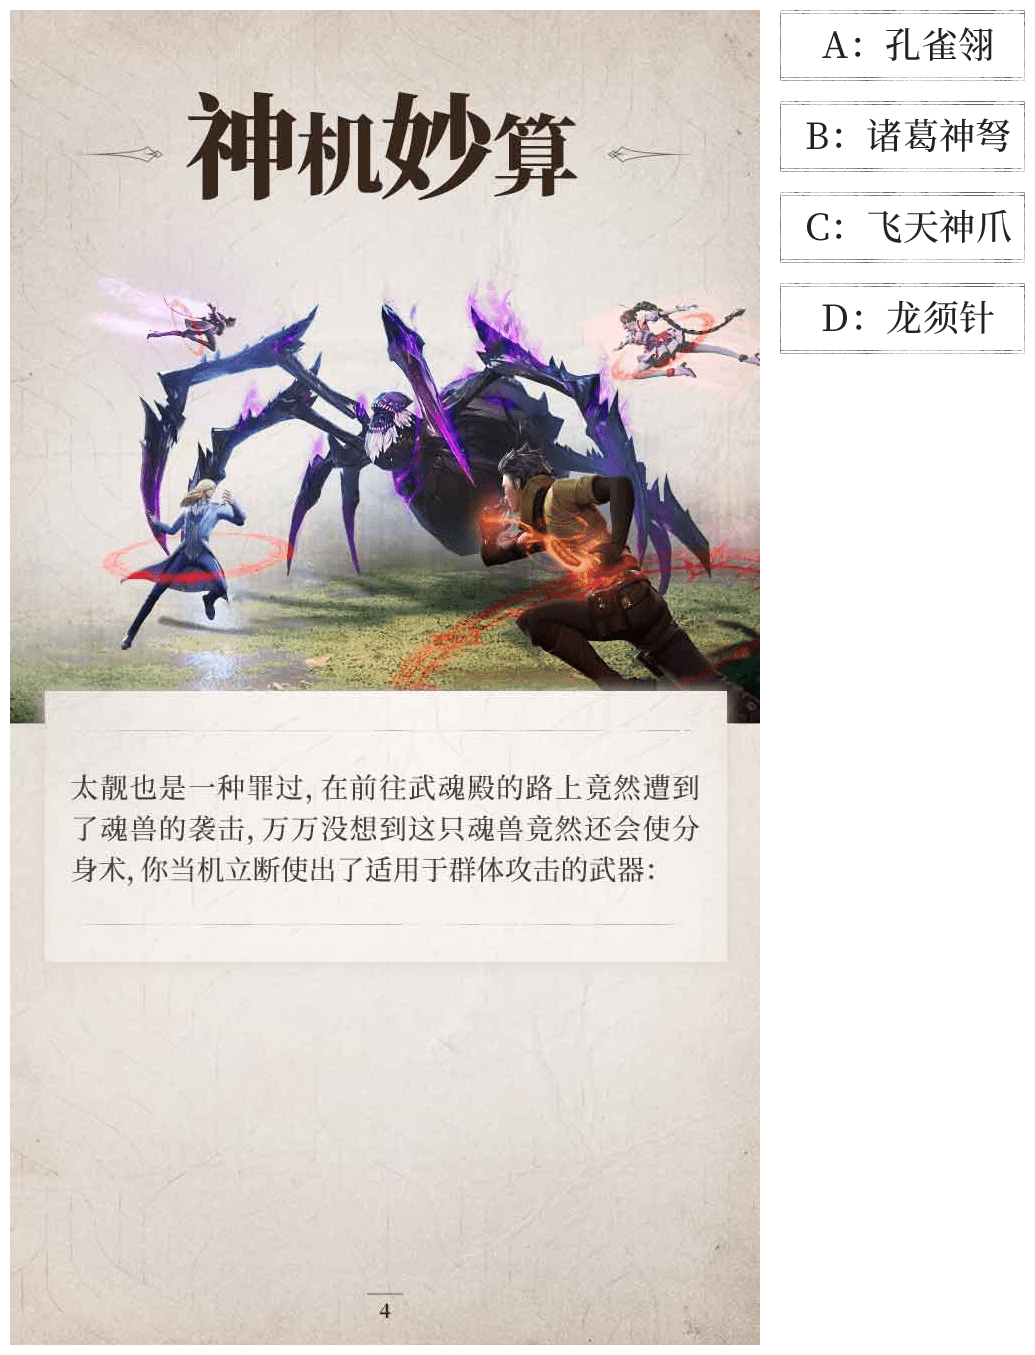 神机妙算
太靓也是一种罪过, 在前往武魂殿的路上竟然遭到
了魂兽的袭击, 万万没想到这只魂兽竟然还会使分
身术, 你当机立断使出了适用于群体攻击的武器：
4
A：孔雀翎
B：诸葛神弩
C：飞天神爪
D：龙须针